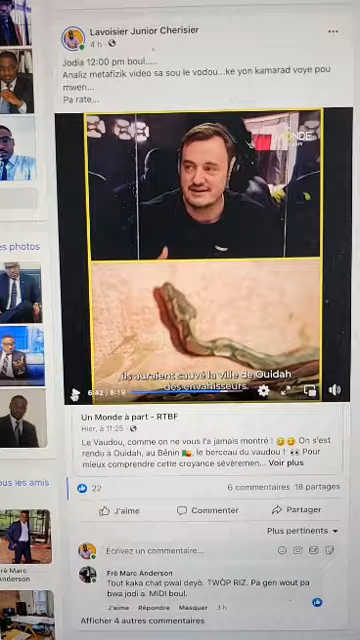 Lavoisier Junior Cherisier
4 h ·
Jodia 12:00 pm boul.....
Analiz metafizik video sa sou le vodou...ke yon kamarad voye pou
mwen...
Pa rate...
MONDE
Ils auraient sauvé la ville de Ouidah
des envahisseurs.
6:42 / 8:19
Un Monde à part - RTBF
Hier, à 11:25 ·
Le Vaudou, comme on ne vous l'a jamais montré ! 😏😏 On s'est
rendu à Ouidah, au Bénin 🇧🇯, le berceau du vaudou ! 👀 Pour
mieux comprendre cette croyance sévèremen... Voir plus
22
6 commentaires 18 partages
J'aime
Commenter
Partager
Plus pertinents
Écrivez un commentaire...
Frè Marc Anderson
Tout kaka chat pwal deyò. TWÒP RIZ. Pa gen wout pa
bwa jodi a. MiDI boul.
J'aime Répondre Masquer 3 h
Afficher 4 autres commentaires
es photos
ous les amis
Frè Marc
Anderson